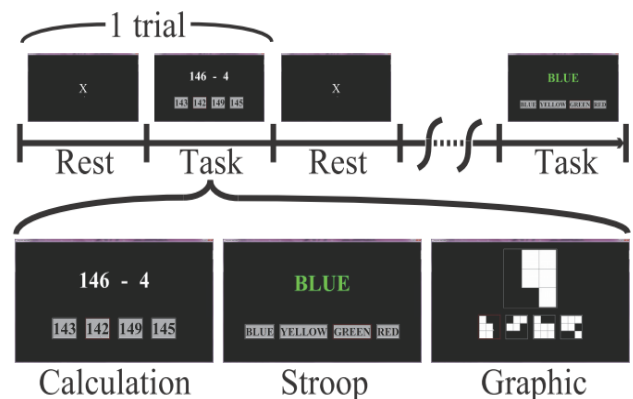 1 trial
X
146 - 4
143 142 149 145
X
BLUE
BLUE YELLOW GREEN RED
Rest Task Rest Task
146 - 4
143 142 149 145
BLUE
BLUE YELLOW GREEN RED
Calculation Stroop Graphic